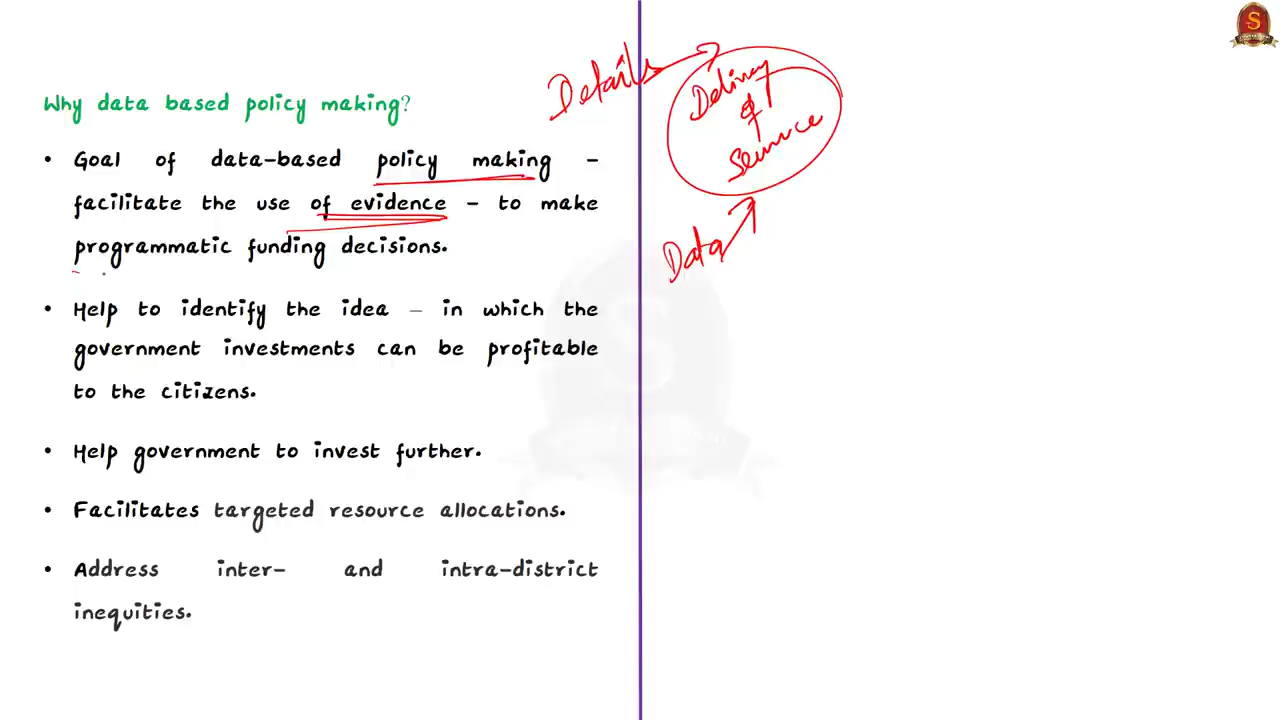 Why data based policy making?
• Goal of data-based policy making –
facilitate the use of evidence - to make
programmatic funding decisions.
• Help to identify the idea – in which the
government investments can be profitable
to the citizens.
• Help government to invest further.
• Facilitates targeted resource allocations.
• Address inter- and intra-district
inequities.
Details
Delivery
of
Service
Data
S